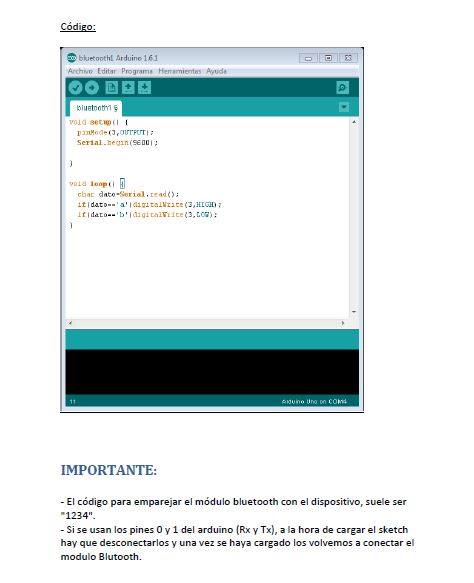 Código:
bluetooth1 Arduino 1.6.1
Archivo Editar Programa Herramientas Ayuda
bluetooth1 §
void setup() {
pinMode(3,OUTPUT);
Serial.begin(9600);
}
void loop() {
char dato=Serial.read();
if(dato=='a')digitalWrite(3,HIGH);
if(dato=='b')digitalWrite(3,LOW);
}
11
Arduino Uno on COM4
IMPORTANTE:
- El código para emparejar el módulo bluetooth con el dispositivo, suele ser
"1234".
- Si se usan los pines 0 y 1 del arduino (Rx y Tx), a la hora de cargar el sketch
hay que desconectarlos y una vez se haya cargado los volvemos a conectar el
modulo Blutooth.